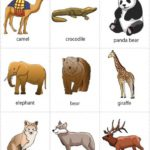 camel
crocodile
panda bear
elephant
bear
giraffe